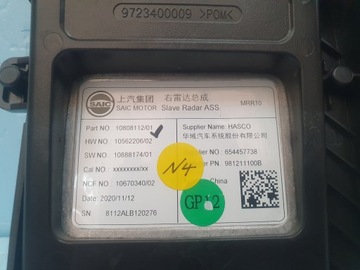 9723400009 >POM<
SAIC
上汽集团 右雷达总成
SAIC MOTOR Slave Radar ASS MRR10
Part NO 10808112/01
HW NO 10562206/02
SW NO 10888174/01
Cal NO xxxxxxxx/xx
NCF NO 10670340/02
Date 2020/11/12
SN 8112ALB120276
Supplier Name: HASCO
华域汽车系统股份有限公司
654457738
981211100B
China
N4
GP12